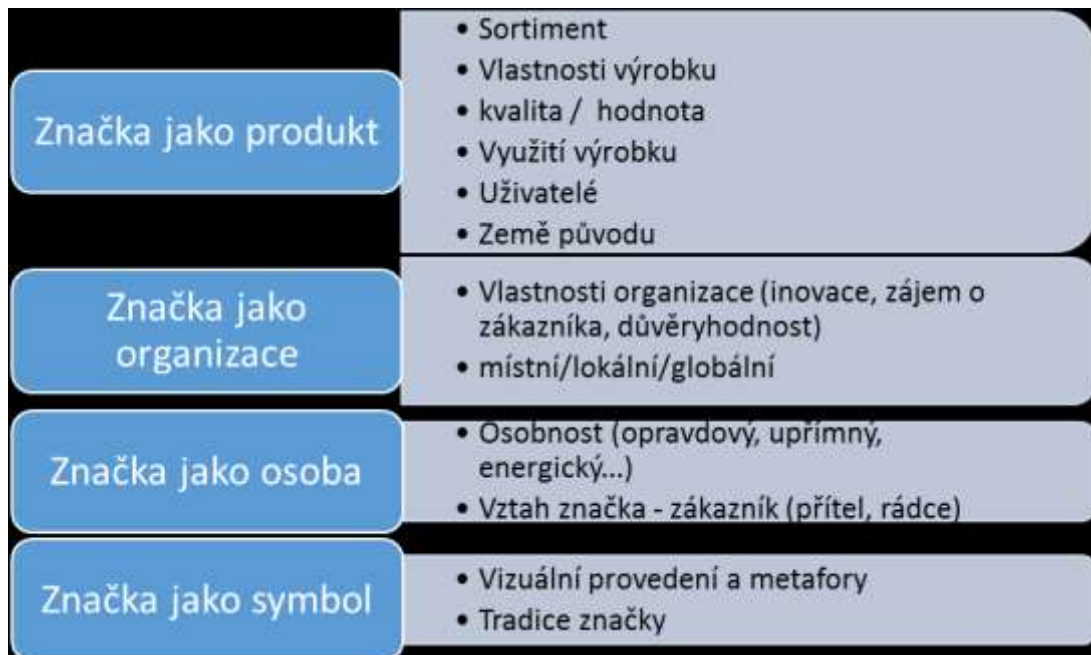 Značka jako produkt
• Sortiment
• Vlastnosti výrobku
• kvalita / hodnota
• Využití výrobku
• Uživatelé
• Země původu
Značka jako
organizace
• Vlastnosti organizace (inovace, zájem o
zákazníka, důvěryhodnost)
• místní/lokální/globální
Značka jako osoba
• Osobnost (opravdový, upřímný,
energický...)
• Vztah značka - zákazník (přítel, rádce)
Značka jako symbol
• Vizuální provedení a metafory
• Tradice značky